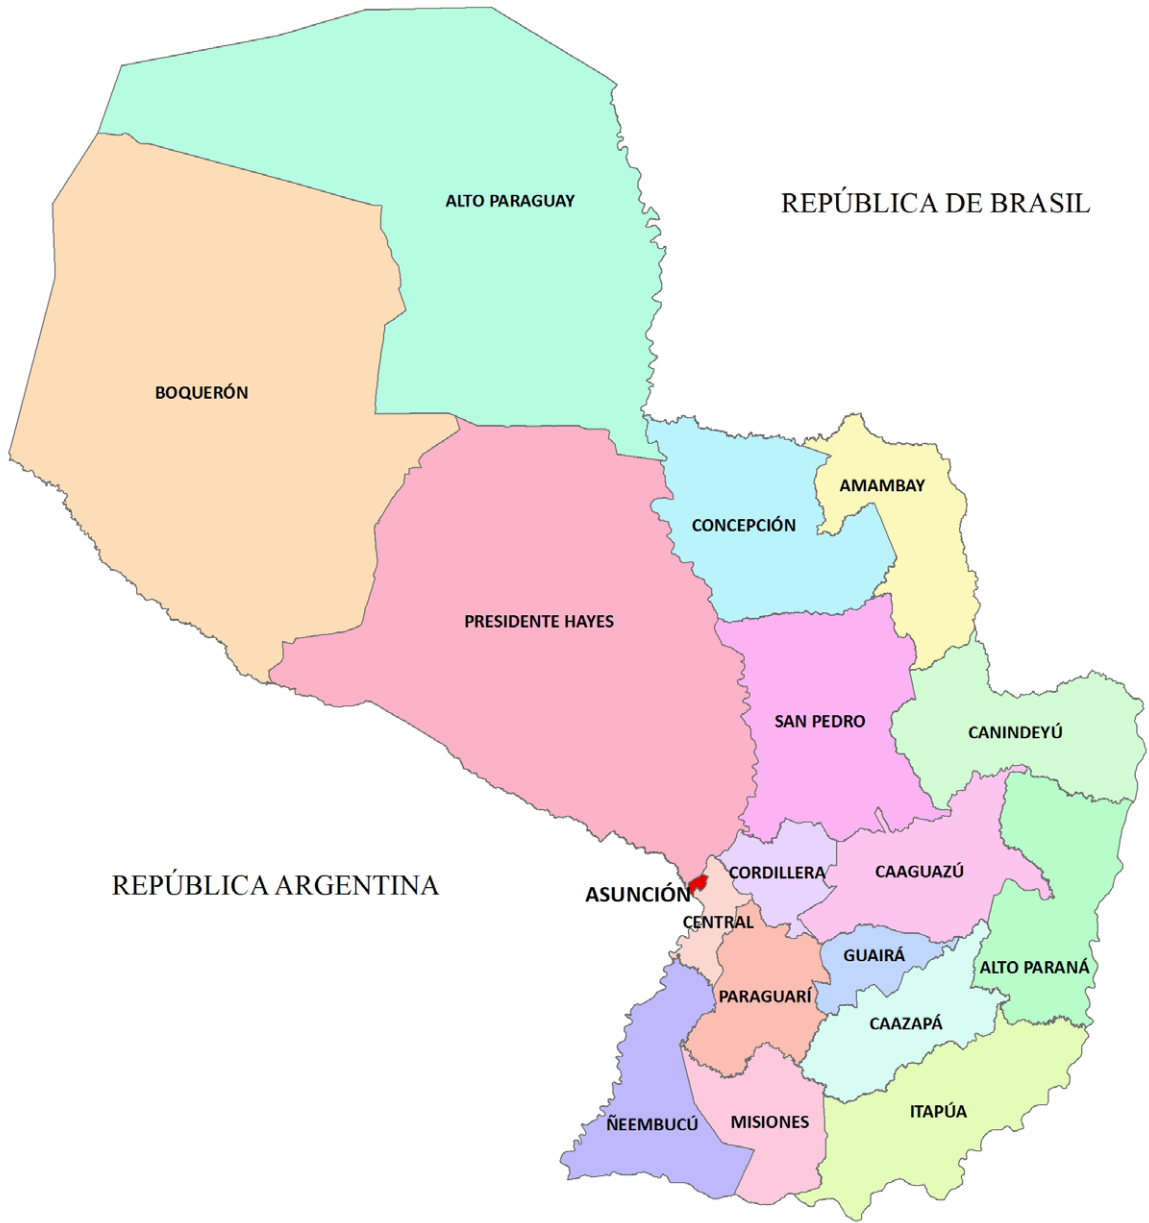 ALTO PARAGUAY
REPÚBLICA DE BRASIL
BOQUERÓN
AMAMBAY
CONCEPCIÓN
PRESIDENTE HAYES
SAN PEDRO
CANINDEYÚ
CORDILLERA
CAAGUAZÚ
REPÚBLICA ARGENTINA
ASUNCIÓN
CENTRAL
GUAIRÁ
ALTO PARANÁ
PARAGUARÍ
CAAZAPÁ
ITAPÚA
ÑEEMBUCÚ
MISIONES